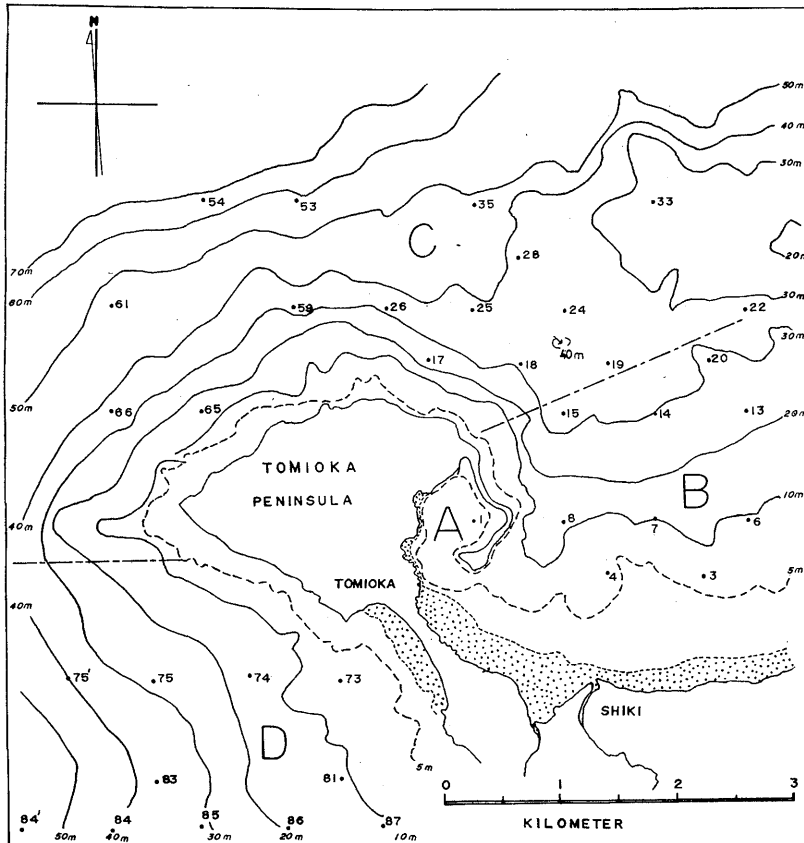 N
50m
40m
30m
54
53
35
33
C
28
20m
70m
60m
61
59
26
25
24
22
30m
30m
40m
17
18
19
20
50m
66
65
15
14
13
20m
TOMIOKA
PENINSULA
B
10m
A
1
8
7
6
40m
TOMIOKA
4
3
5m
40m
75'
75
74
73
SHIKI
D
5m
83
81
0 1 2 3
84'
84
85
86
87
50m
40m
30m
20m
10m
KILOMETER